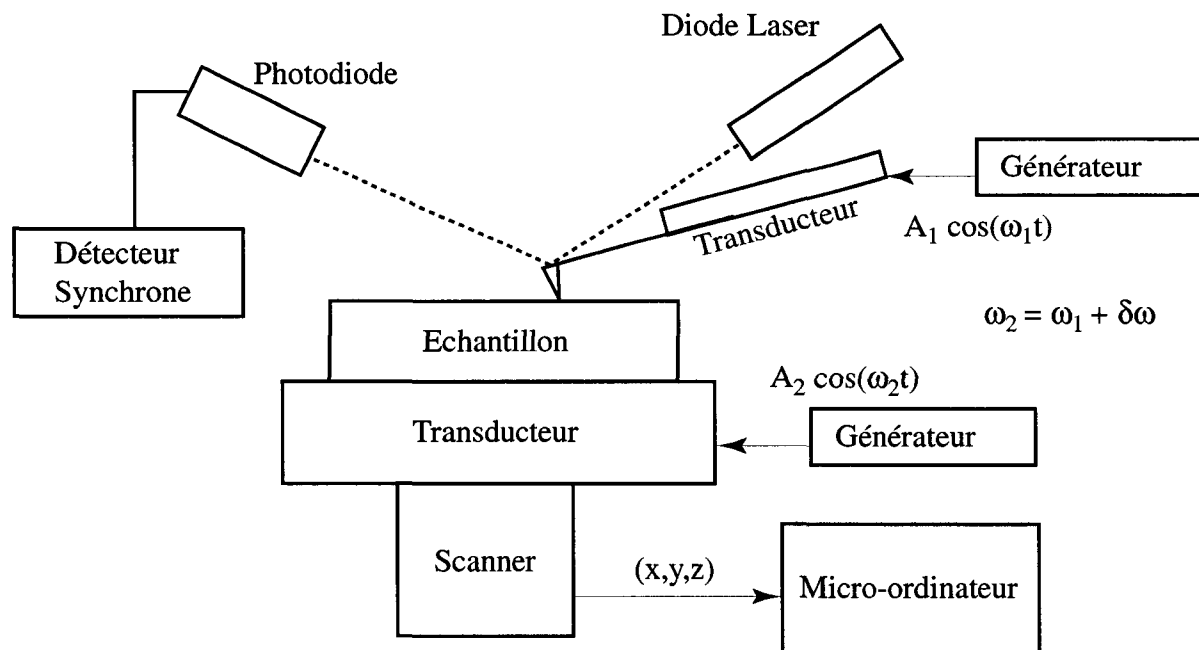 Diode Laser
Photodiode
Générateur
Transducteur
A₁ cos(ω₁t)
Détecteur
Synchrone
ω₂ = ω₁ + δω
Echantillon
A₂ cos(ω₂t)
Transducteur
Générateur
Scanner
(x,y,z)
Micro-ordinateur